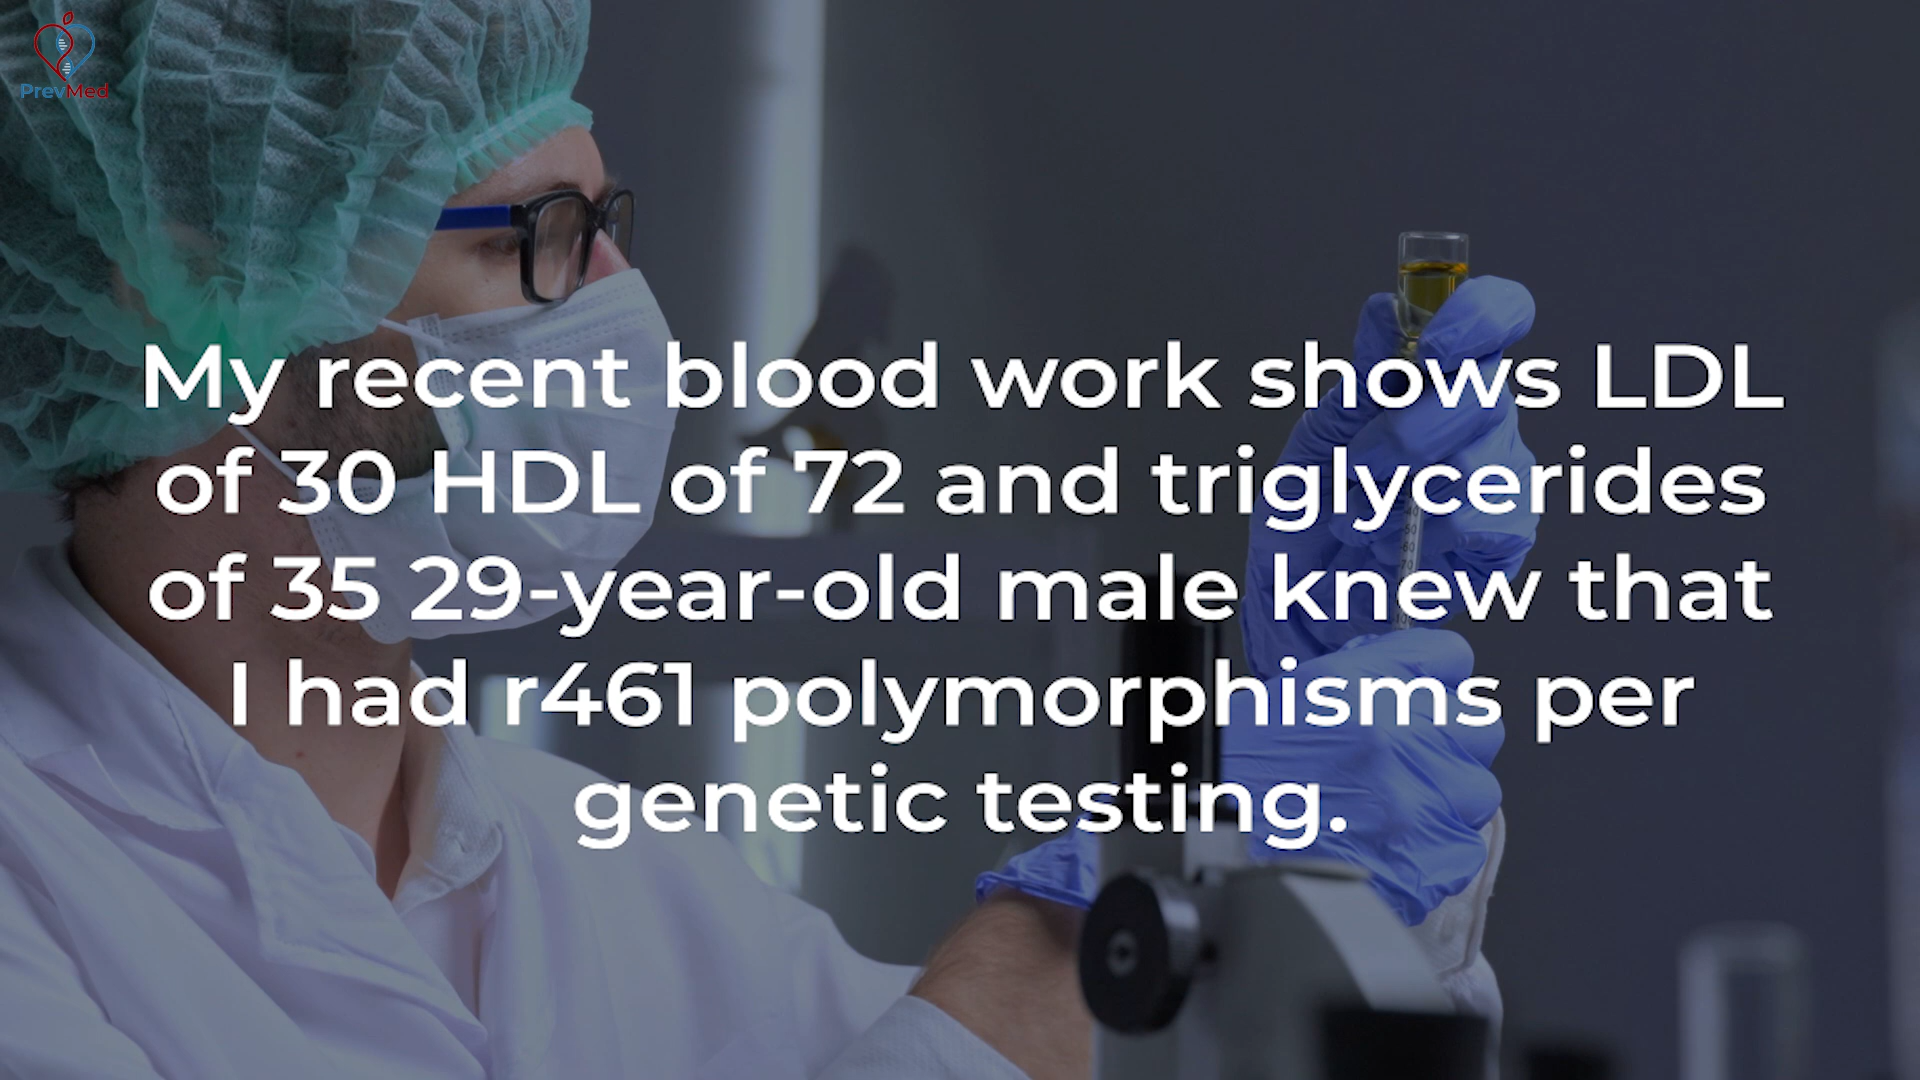 PrevMed
My recent blood work shows LDL
of 30 HDL of 72 and triglycerides
of 35 29-year-old male knew that
I had r461 polymorphisms per
genetic testing.